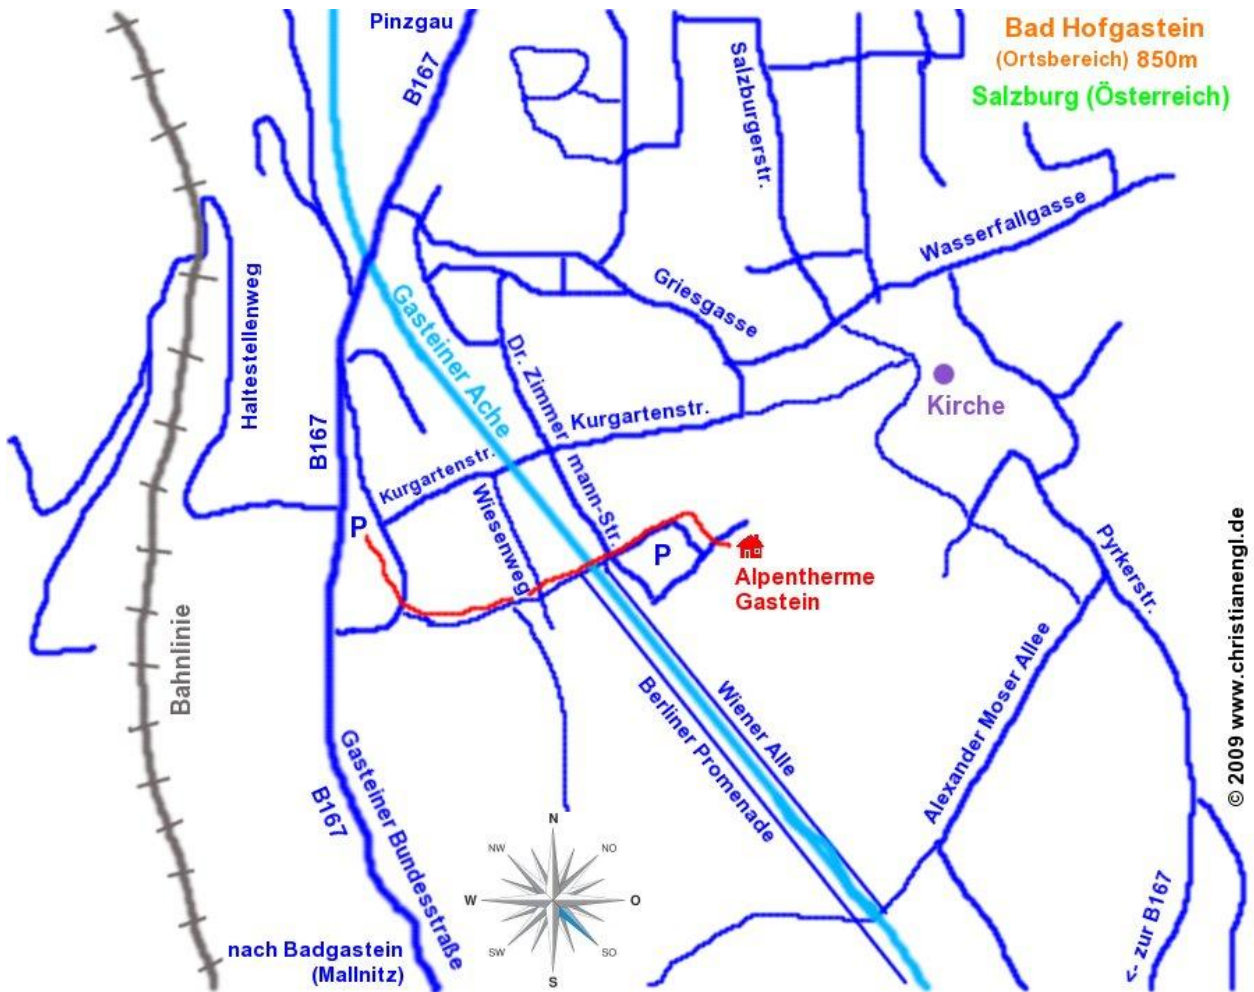 Pinzgau
B167
Bad Hofgastein
(Ortsbereich) 850m
Salzburg (Österreich)
Salzburgerstr.
Wasserfallgasse
Haltestellenweg
Gasteiner Ache
Griesgasse
Dr. Zimmer
mann-Str.
Kirche
Kurgartenstr.
B167
Kurgartenstr.
Wiesenweg
P
P
Alpentherme
Gastein
Pyrkerstr.
Bahnlinie
Alexander Moser Allee
Wiener Alle
Berliner Promenade
© 2009 www.christianengl.de
Gasteiner Bundesstraße
B167
N
NW
NO
W
O
SW
SO
S
nach Badgastein
(Mallnitz)
<-- zur B167